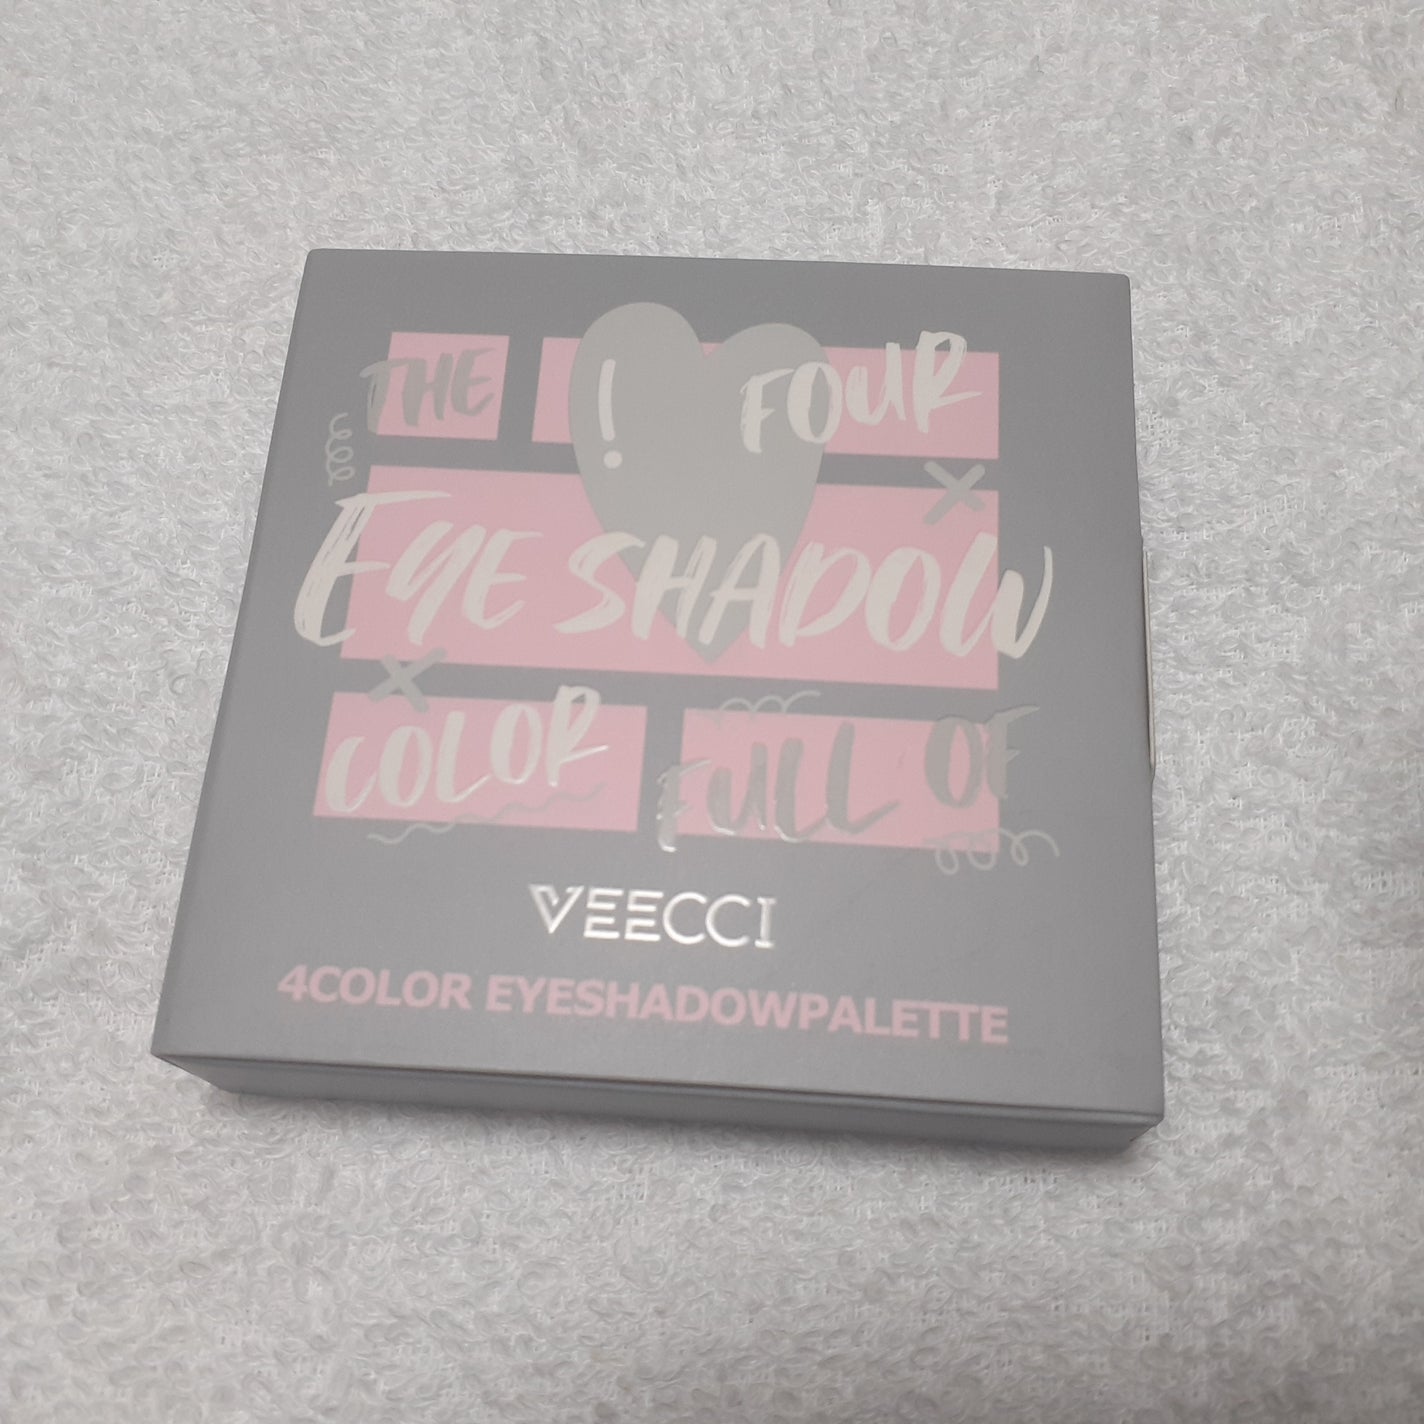 THE FOUR
EYE SHADOW
COLOR FULL OF
VEECCI
4COLOR EYESHADOWPALETTE